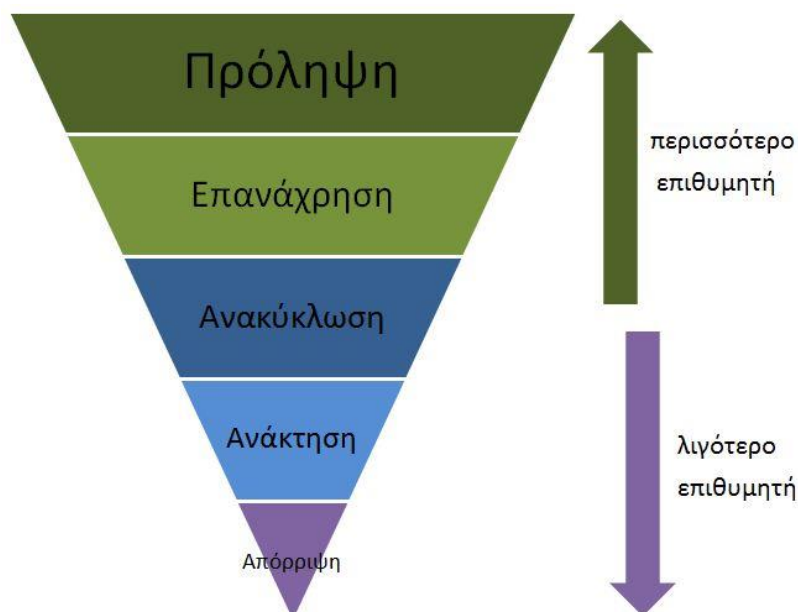 Πρόληψη
Επανάχρηση
Ανακύκλωση
Ανάκτηση
Απόρριψη
περισσότερο
επιθυμητή
λιγότερο
επιθυμητή